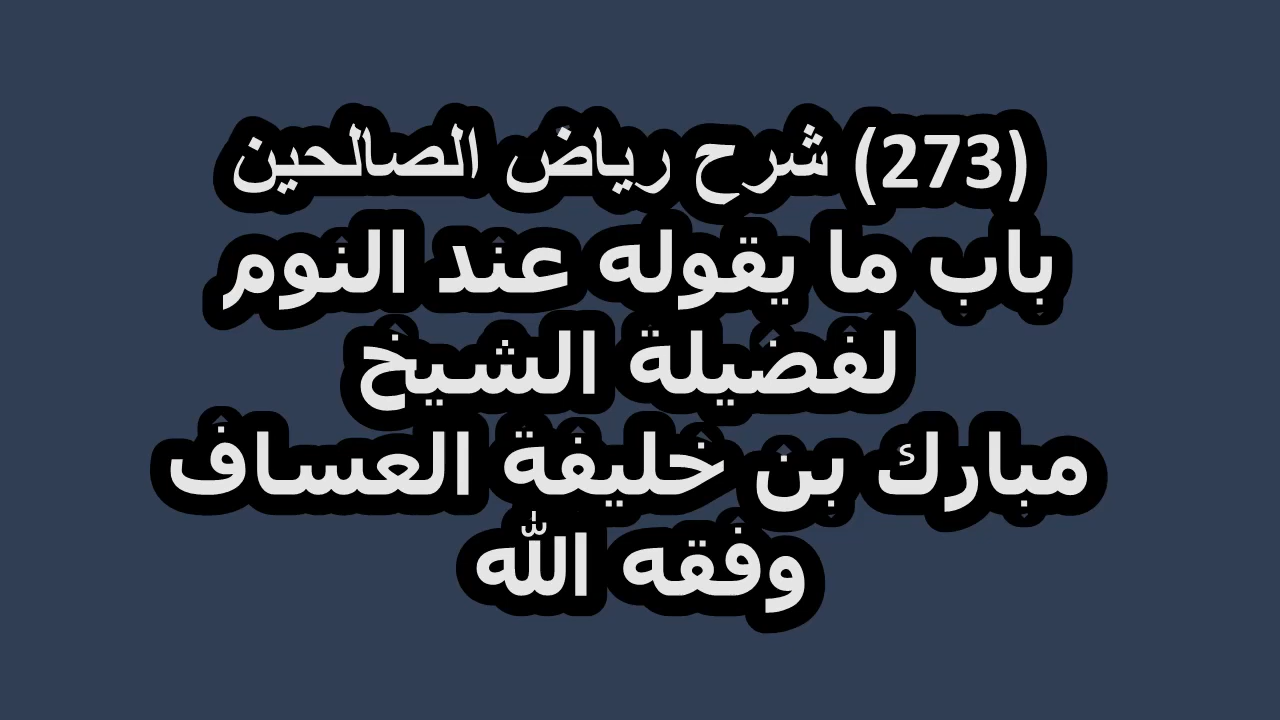 (273) شرح رياض الصالحين
باب ما يقوله عند النوم
لفضيلة الشيخ
مبارك بن خليفة العساف
وفقه الله